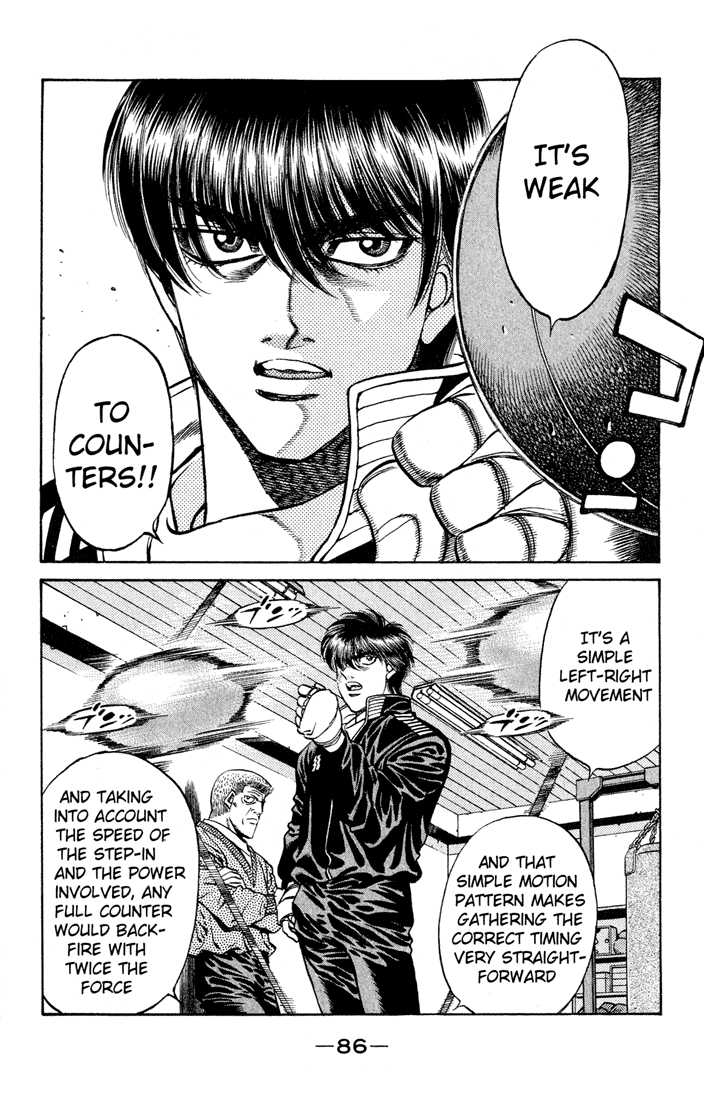 IT'S
WEAK
TO
COUN-
TERS!!
IT'S A
SIMPLE
LEFT-RIGHT
MOVEMENT
AND THAT
SIMPLE MOTION
PATTERN MAKES
GATHERING THE
CORRECT TIMING
VERY STRAIGHT-
FORWARD
AND TAKING
INTO ACCOUNT
THE SPEED OF
THE STEP-IN
AND THE POWER
INVOLVED, ANY
FULL COUNTER
WOULD BACK-
FIRE WITH
TWICE THE
FORCE
—86—